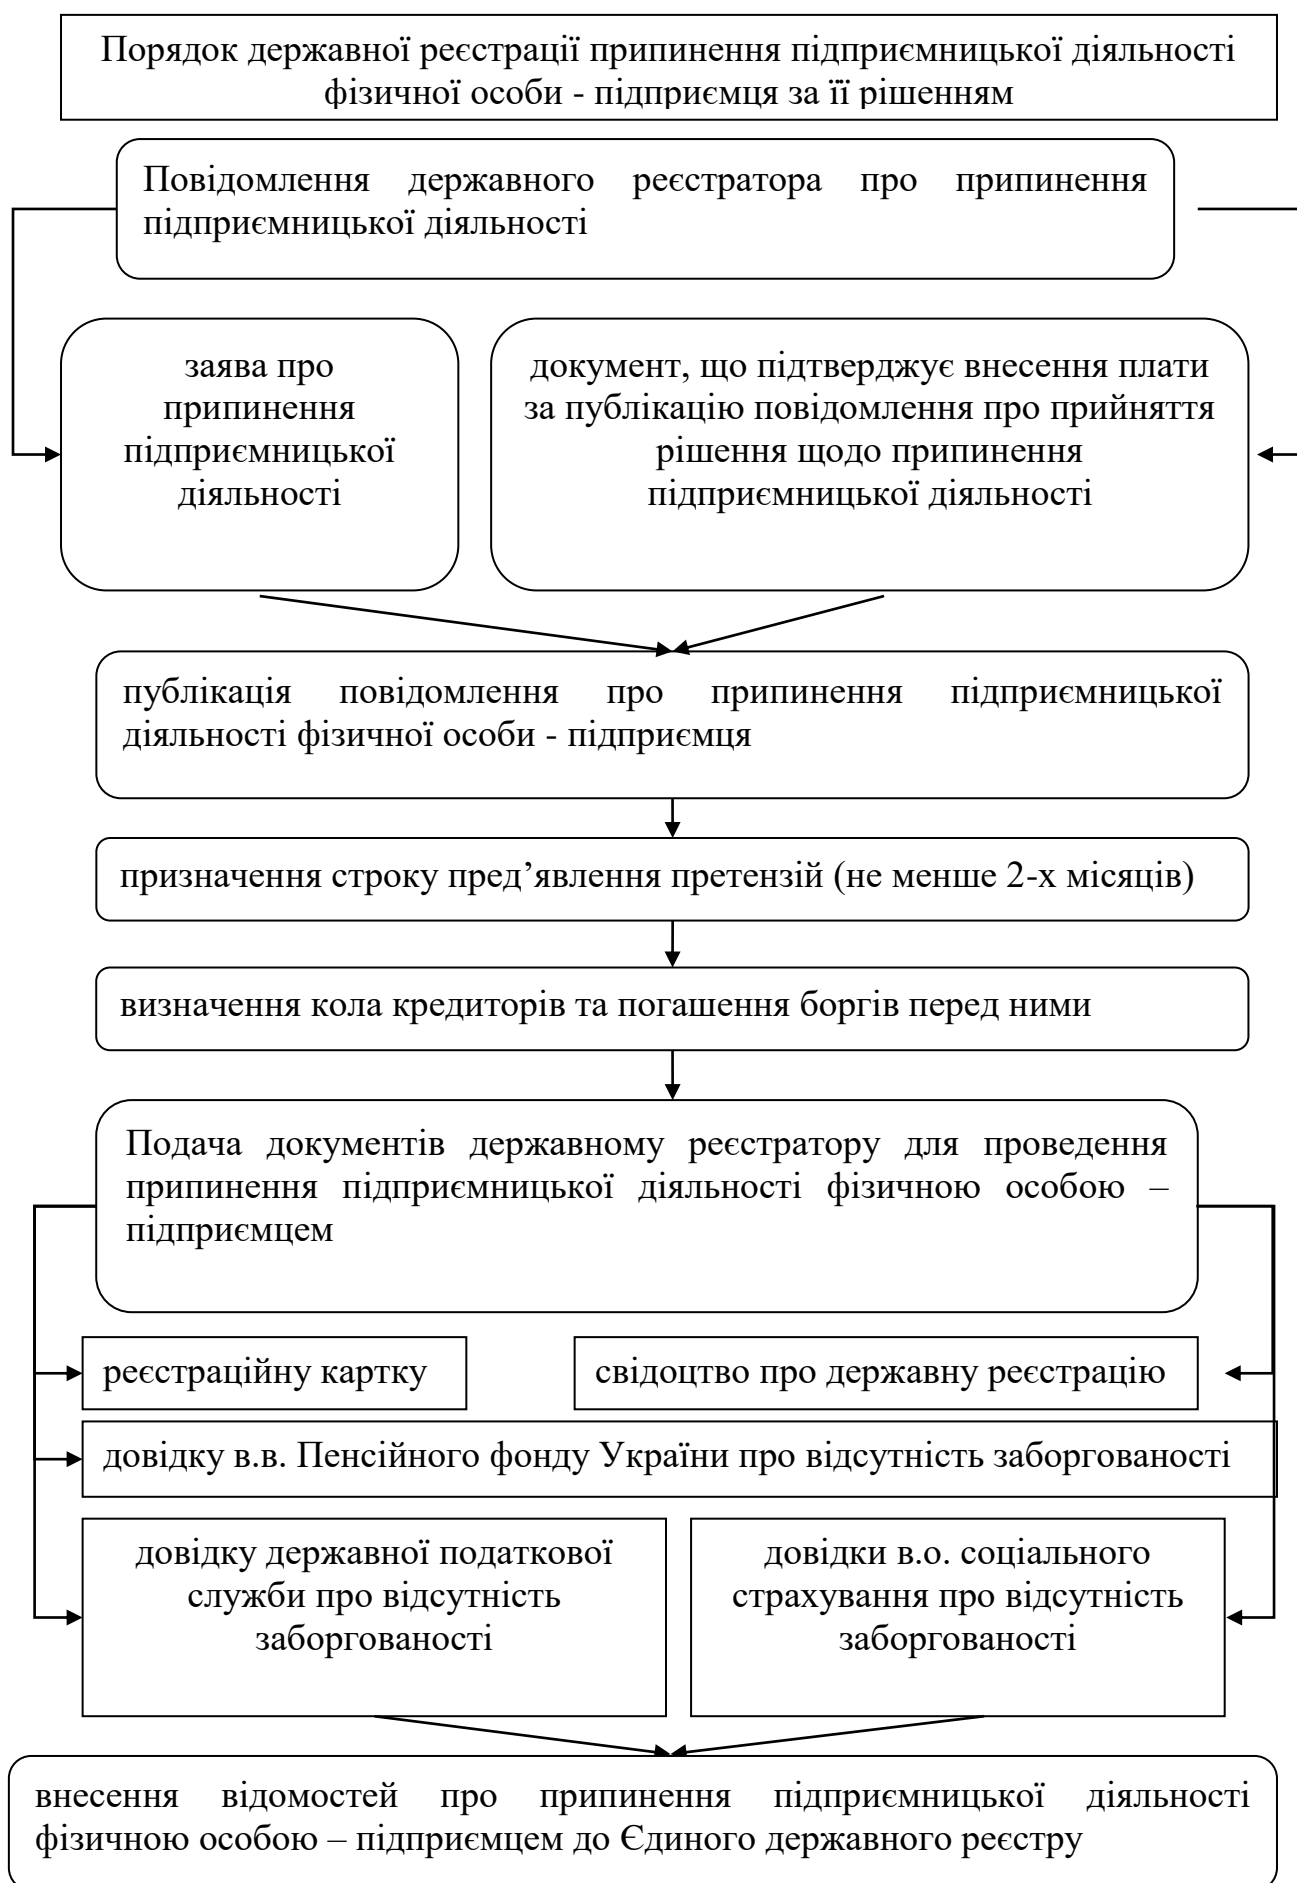 Порядок державної реєстрації припинення підприємницької діяльності
фізичної особи - підприємця за її рішенням
Повідомлення державного реєстратора про припинення
підприємницької діяльності
заява про
припинення
підприємницької
діяльності
документ, що підтверджує внесення плати
за публікацію повідомлення про прийняття
рішення щодо припинення
підприємницької діяльності
публікація повідомлення про припинення підприємницької
діяльності фізичної особи - підприємця
призначення строку пред’явлення претензій (не менше 2-х місяців)
визначення кола кредиторів та погашення боргів перед ними
Подача документів державному реєстратору для проведення
припинення підприємницької діяльності фізичною особою –
підприємцем
реєстраційну картку
свідоцтво про державну реєстрацію
довідку в.в. Пенсійного фонду України про відсутність заборгованості
довідку державної податкової
служби про відсутність
заборгованості
довідки в.о. соціального
страхування про відсутність
заборгованості
внесення відомостей про припинення підприємницької діяльності
фізичною особою – підприємцем до Єдиного державного реєстру